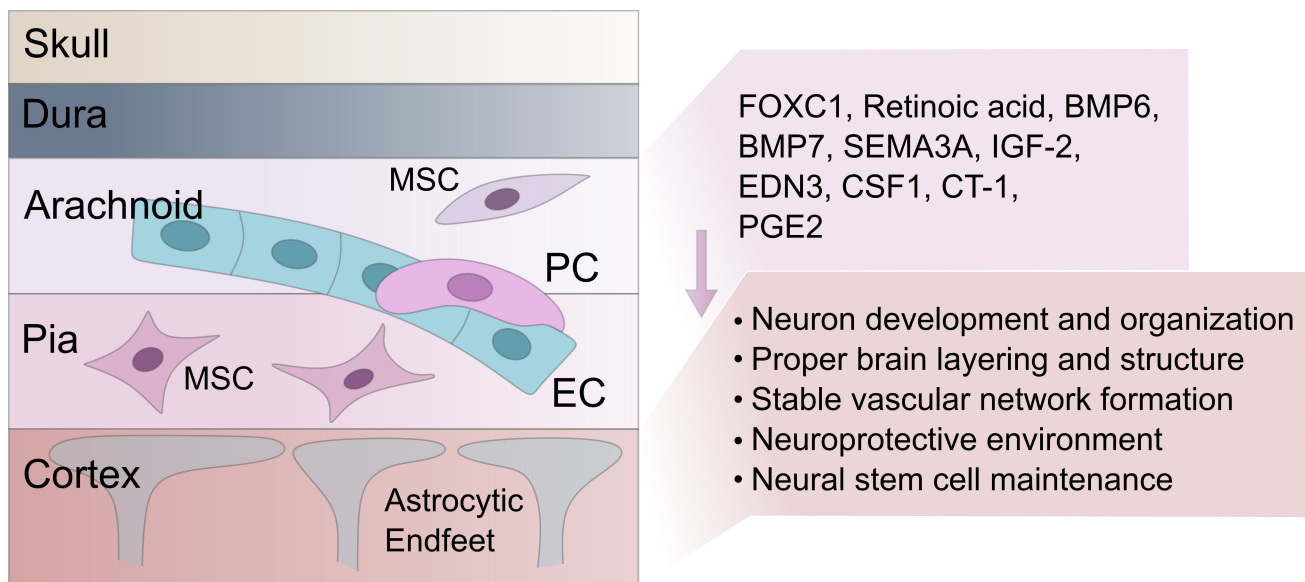 Skull
Dura
Arachnoid
MSC
PC
Pia
MSC
EC
Cortex
Astrocytic
Endfeet
FOXC1, Retinoic acid, BMP6,
BMP7, SEMA3A, IGF-2,
EDN3, CSF1, CT-1,
PGE2
• Neuron development and organization
• Proper brain layering and structure
• Stable vascular network formation
• Neuroprotective environment
• Neural stem cell maintenance